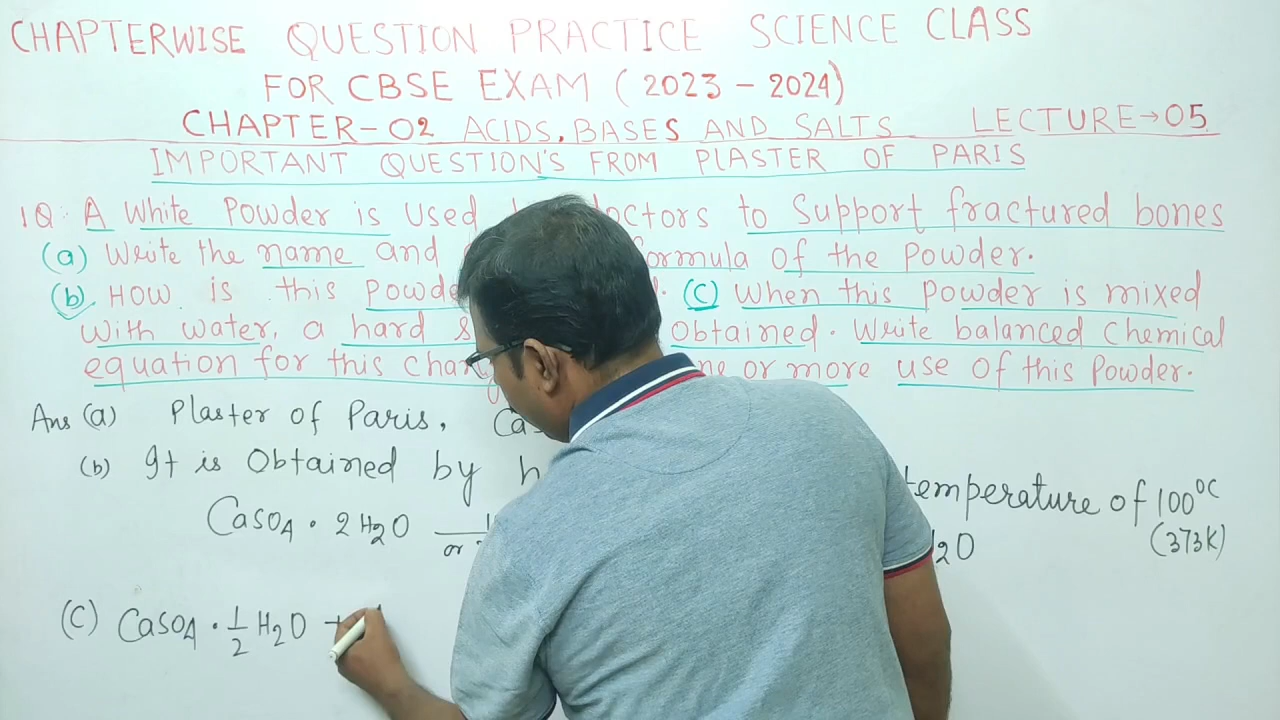 CHAPTERWISE QUESTION PRACTICE SCIENCE CLASS
FOR CBSE EXAM (2023 - 2024)
CHAPTER-02 ACIDS, BASES AND SALTS LECTURE→05
IMPORTANT QUESTION'S FROM PLASTER OF PARIS
1Q: A White Powder is Used to Support fractured bones
(a) Write the name and of the Powder.
(b) How is this (C) When this Powder is mixed
With water, a hard obtained. Write balanced Chemical
equation for this or more use of this Powder.
Ans (a) Plaster of Paris,
(b) It is Obtained by temperature of 100°C
CaSO4 · 2H2O (373K)
(C) CaSO4 · 1/2 H2O +